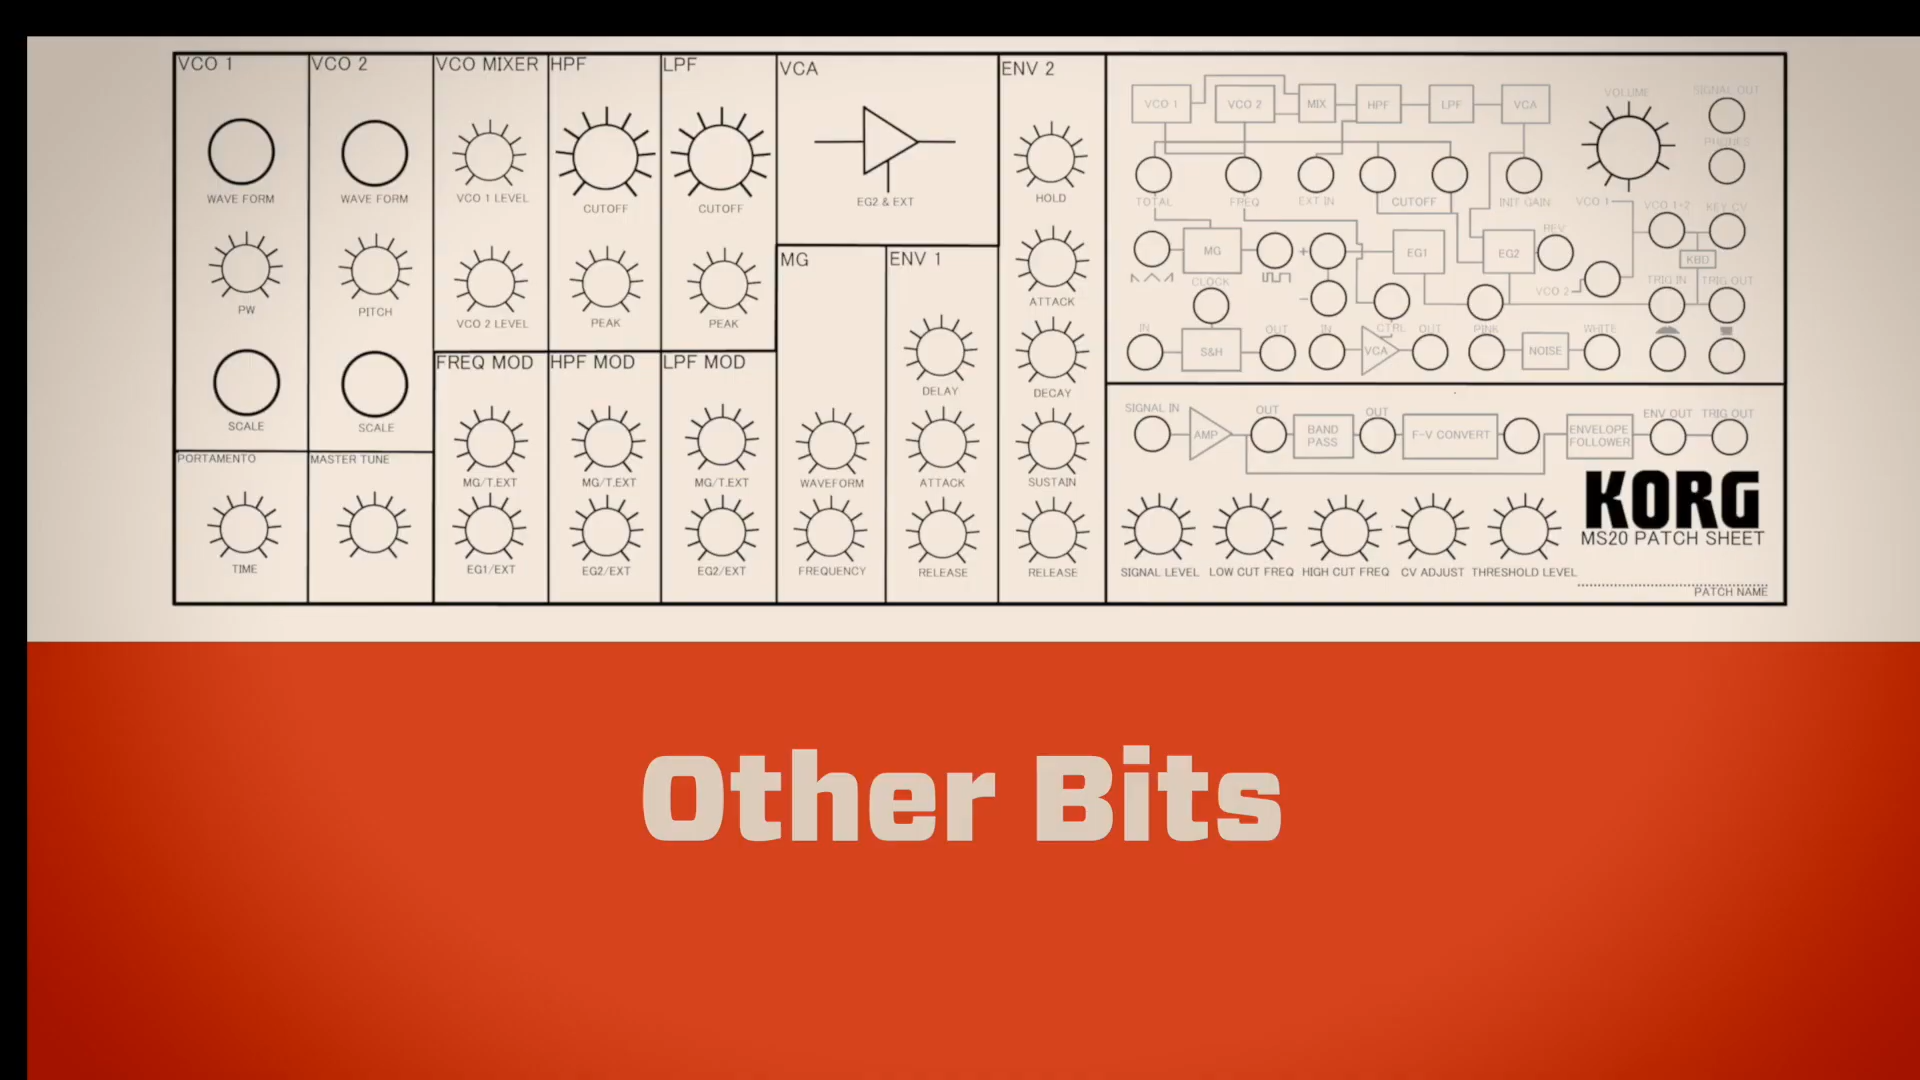 VCO 1
VCO 2
VCO MIXER
HPF
LPF
VCA
ENV 2
WAVE FORM
WAVE FORM
VCO 1 LEVEL
CUTOFF
CUTOFF
EG2 & EXT
HOLD
PW
PITCH
VCO 2 LEVEL
PEAK
PEAK
MG
ENV 1
ATTACK
SCALE
SCALE
FREQ MOD
HPF MOD
LPF MOD
DELAY
DECAY
PORTAMENTO
MASTER TUNE
MG/T.EXT
MG/T.EXT
MG/T.EXT
WAVEFORM
ATTACK
SUSTAIN
TIME
EG1/EXT
EG2/EXT
EG2/EXT
FREQUENCY
RELEASE
RELEASE
VCO 1
VCO 2
MIX
HPF
LPF
VCA
VOLUME
SIGNAL OUT
PHONES
TOTAL
FREQ
EXT IN
CUTOFF
INIT GAIN
VCO 1
VCO 1+2
KEY CV
MG
+
EG1
EG2
REV
KBD
CLOCK
−
VCO 2
TRIG IN
TRIG OUT
IN
S&H
OUT
IN
VCA
CTRL
OUT
PINK
NOISE
WHITE
SIGNAL IN
AMP
OUT
BAND
PASS
OUT
F-V CONVERT
ENVELOPE
FOLLOWER
ENV OUT
TRIG OUT
SIGNAL LEVEL
LOW CUT FREQ
HIGH CUT FREQ
CV ADJUST
THRESHOLD LEVEL
KORG
MS20 PATCH SHEET
PATCH NAME
Other Bits